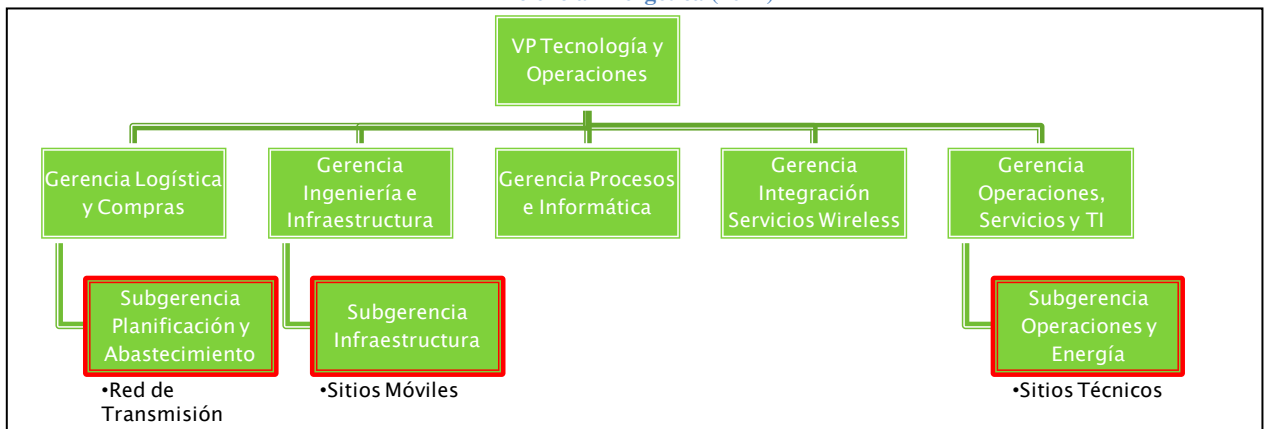 VP Tecnología y
Operaciones
Gerencia Logística
y Compras
Gerencia
Ingeniería e
Infraestructura
Gerencia Procesos
e Informática
Gerencia
Integración
Servicios Wireless
Gerencia
Operaciones,
Servicios y TI
Subgerencia
Planificación y
Abastecimiento
•Red de
Transmisión
Subgerencia
Infraestructura
•Sitios Móviles
Subgerencia
Operaciones y
Energía
•Sitios Técnicos